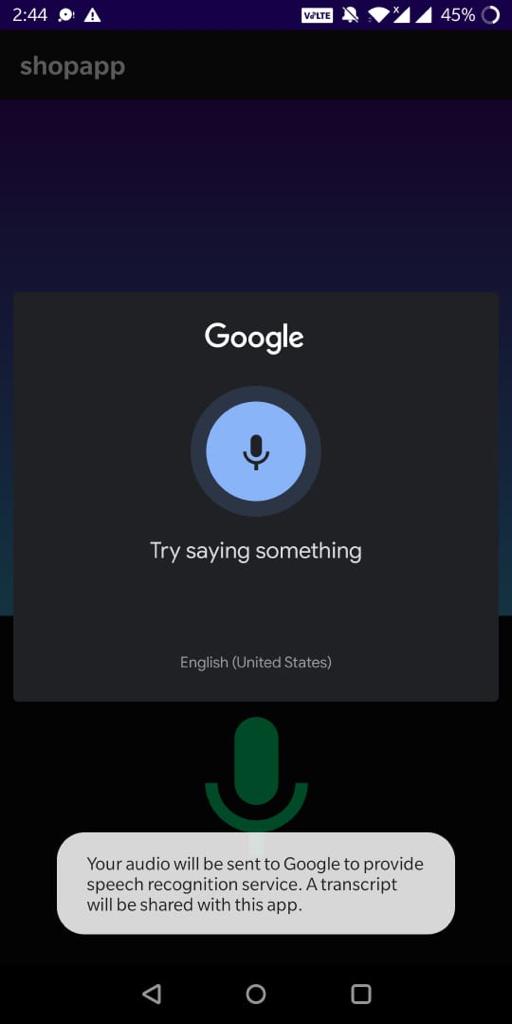 2:44
VoLTE
45%
shopapp
Google
Try saying something
English (United States)
Your audio will be sent to Google to provide
speech recognition service. A transcript
will be shared with this app.